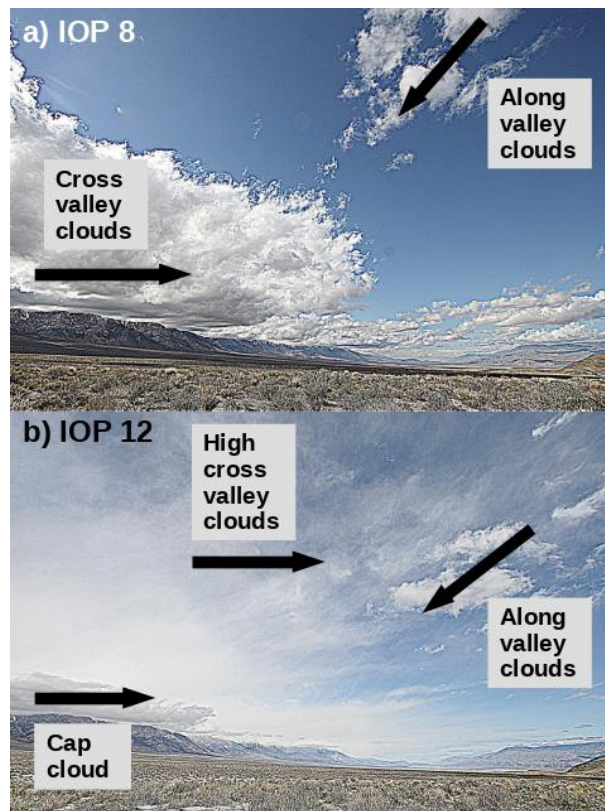 a) IOP 8
Along
valley
clouds
Cross
valley
clouds
b) IOP 12
High
cross
valley
clouds
Along
valley
clouds
Cap
cloud